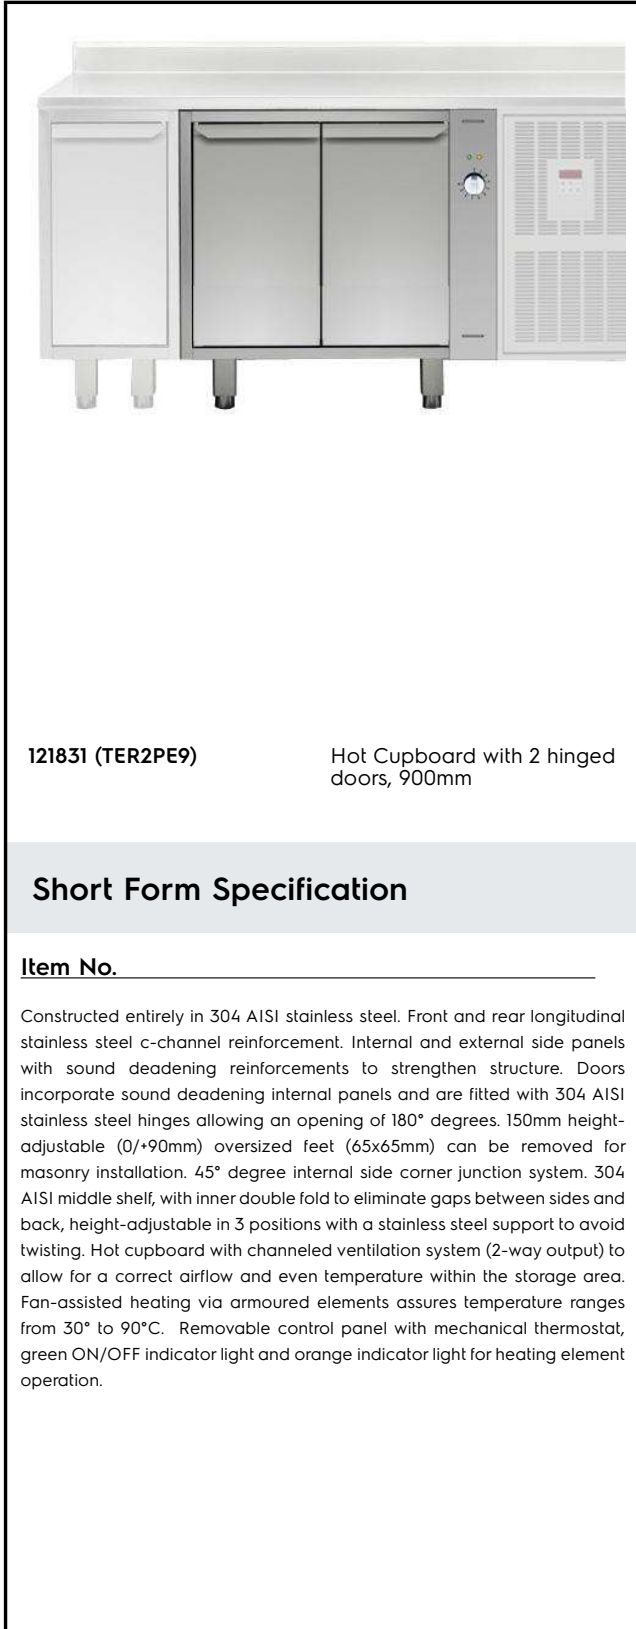 121831 (TER2PE9)
Hot Cupboard with 2 hinged
doors, 900mm
Short Form Specification
Item No.
Constructed entirely in 304 AISI stainless steel. Front and rear longitudinal
stainless steel c-channel reinforcement. Internal and external side panels
with sound deadening reinforcements to strengthen structure. Doors
incorporate sound deadening internal panels and are fitted with 304 AISI
stainless steel hinges allowing an opening of 180° degrees. 150mm height-
adjustable (0/+90mm) oversized feet (65x65mm) can be removed for
masonry installation. 45° degree internal side corner junction system. 304
AISI middle shelf, with inner double fold to eliminate gaps between sides and
back, height-adjustable in 3 positions with a stainless steel support to avoid
twisting. Hot cupboard with channeled ventilation system (2-way output) to
allow for a correct airflow and even temperature within the storage area.
Fan-assisted heating via armoured elements assures temperature ranges
from 30° to 90°C. Removable control panel with mechanical thermostat,
green ON/OFF indicator light and orange indicator light for heating element
operation.